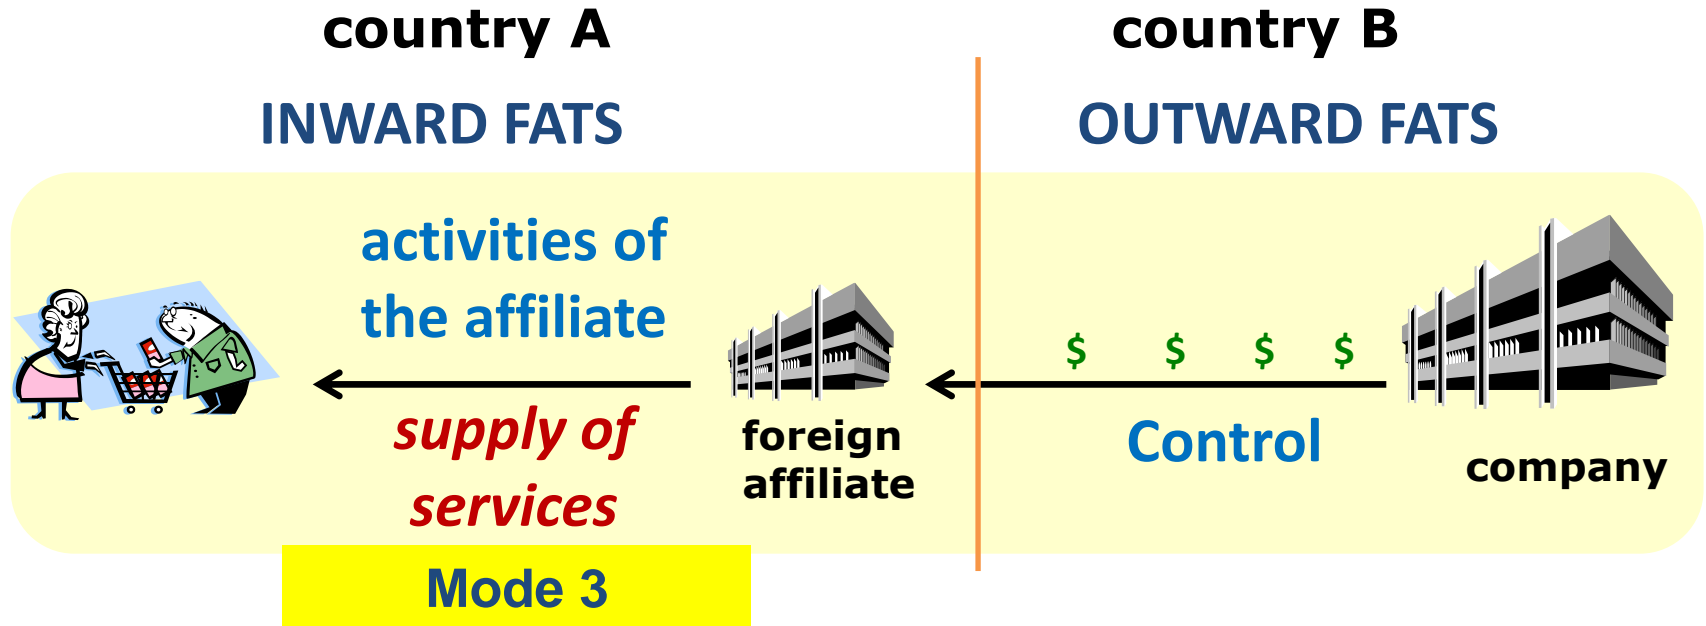 country A
country B
INWARD FATS
OUTWARD FATS
activities of
the affiliate
$ $ $ $
supply of
services
foreign
affiliate
Control
company
Mode 3